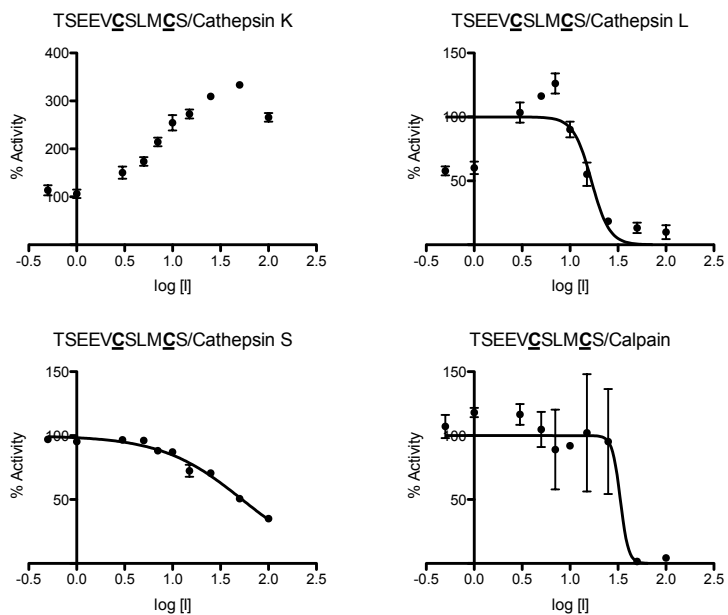 TSEEVCSLMCS/Cathepsin K
400
300
200
100
0
% Activity
-0.5 0.0 0.5 1.0 1.5 2.0 2.5
log [I]
TSEEVCSLMCS/Cathepsin L
150
100
50
0
% Activity
-0.5 0.0 0.5 1.0 1.5 2.0 2.5
log [I]
TSEEVCSLMCS/Cathepsin S
150
100
50
0
% Activity
-0.5 0.0 0.5 1.0 1.5 2.0 2.5
log [I]
TSEEVCSLMCS/Calpain
150
100
50
0
% Activity
-0.5 0.0 0.5 1.0 1.5 2.0 2.5
log [I]